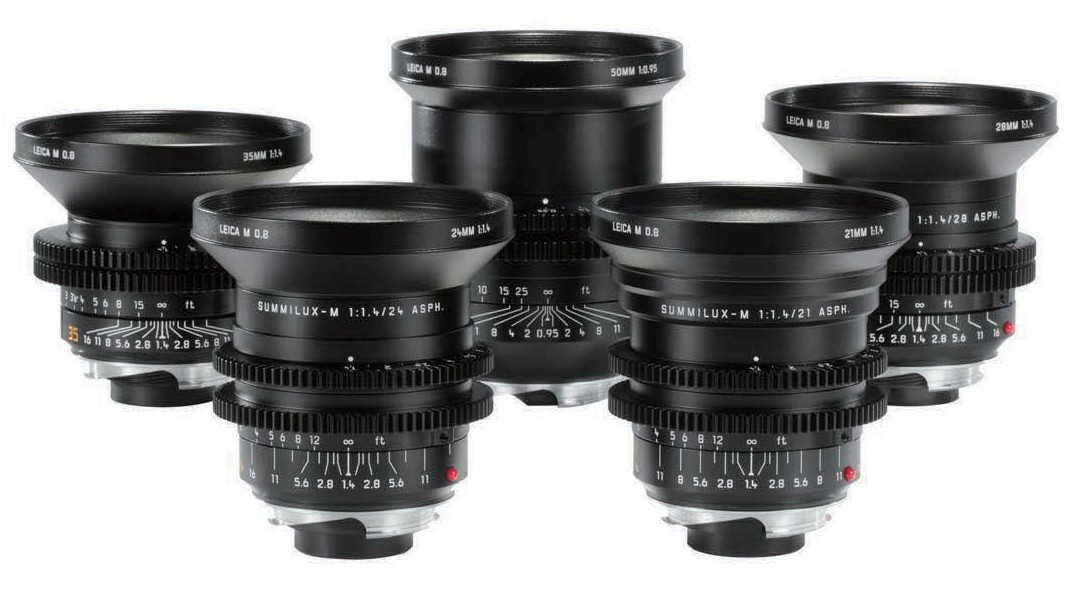 LEICA M 0.8 50MM 1:0.95
10 15 25 ∞ ft
1 8 4 2 0.95 2 4 8 11
LEICA M 0.8 35MM 1:1.4
3 3¼ 4 5 6 8 15 ∞ ft
35 16 11 8 5.6 2.8 1.4 2.8 5.6 8 11
LEICA M 0.8 28MM 1:1.4
1:1.4/28 ASPH.
15 ∞ ft
5.6 2.8 1.4 2.8 5.6 11 16
LEICA M 0.8 24MM 1:1.4
SUMMILUX-M 1:1.4/24 ASPH.
4 5 6 8 12 ∞ ft
16 11 5.6 2.8 1.4 2.8 5.6 11
LEICA M 0.8 21MM 1:1.4
SUMMILUX-M 1:1.4/21 ASPH.
4 5 6 8 12 ∞ ft
11 8 5.6 2.8 1.4 2.8 5.6 8 11